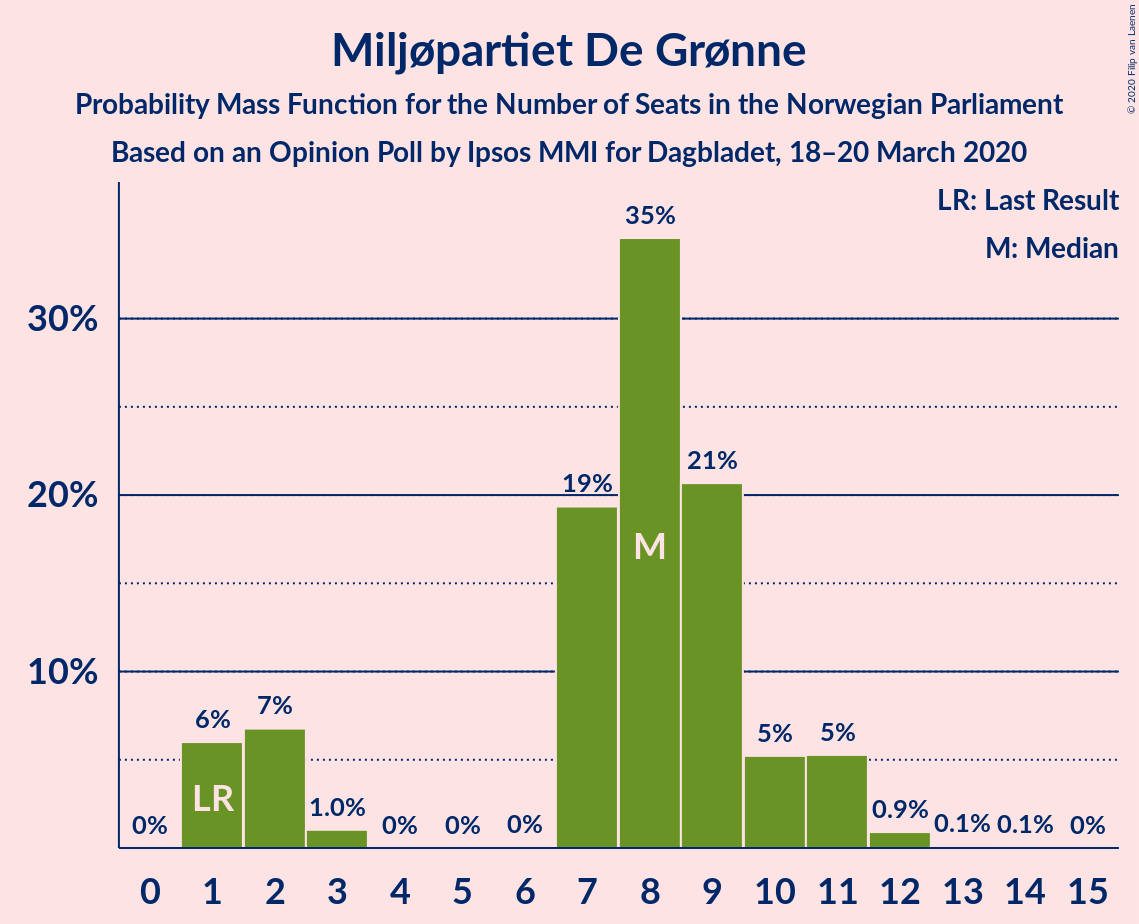 Miljøpartiet De Grønne
Probability Mass Function for the Number of Seats in the Norwegian Parliament
Based on an Opinion Poll by Ipsos MMI for Dagbladet, 18–20 March 2020
© 2020 Filip van Laenen
LR: Last Result
M: Median
30%
20%
10%
0%
6%
7%
1.0%
0%
0%
0%
19%
35%
21%
5%
5%
0.9%
0.1%
0.1%
0%
LR
M
0 1 2 3 4 5 6 7 8 9 10 11 12 13 14 15